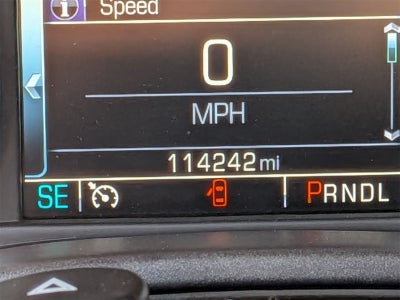 Speed
0
MPH
114242 mi
SE PRNDL